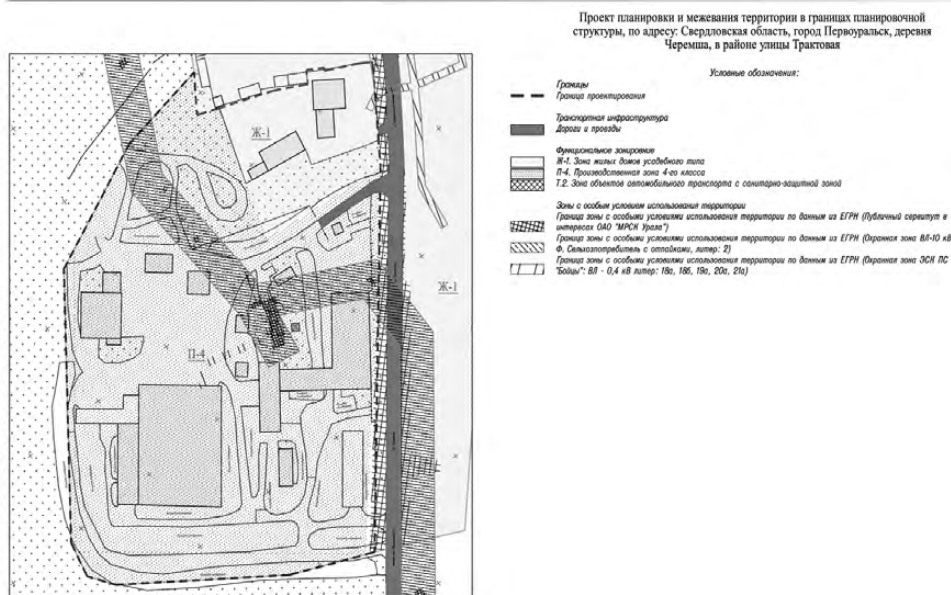 Проект планировки и межевания территории в границах планировочной
структуры, по адресу: Свердловская область, город Первоуральск, деревня
Черемша, в районе улицы Трактовая
Условные обозначения:
Границы
Граница проектирования
Транспортная инфраструктура
Дороги и проезды
Функциональное зонирование
Ж-1. Зона жилых домов усадебного типа
П-4. Производственная зона 4-го класса
Т.2. Зона объектов автомобильного транспорта с санитарно-защитной зоной
Зоны с особым условием использования территории
Граница зоны с особыми условиями использования территории по данным из ЕГРН (Публичный сервитут в
интересах ОАО "МРСК Урала")
Граница зоны с особыми условиями использования территории по данным из ЕГРН (Охранная зона ВЛ-10 кВ
Ф. Сельхозпотребитель с отпайками, литер: 2)
Граница зоны с особыми условиями использования территории по данным из ЕГРН (Охранная зона ЭСК ПС
"Бойцы": ВЛ - 0,4 кВ литер: 18а, 18б, 19а, 20а, 21а)
Ж-1
Ж-1
П-4